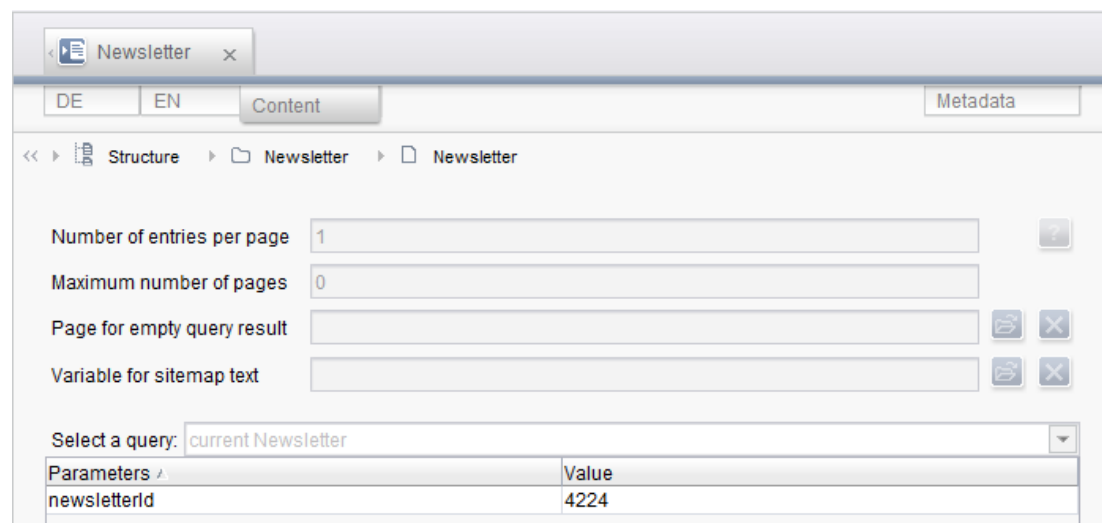 Newsletter
DE EN Content Metadata
Structure Newsletter Newsletter
Number of entries per page 1 ?
Maximum number of pages 0
Page for empty query result
Variable for sitemap text
Select a query: current Newsletter
Parameters Value
newsletterId 4224